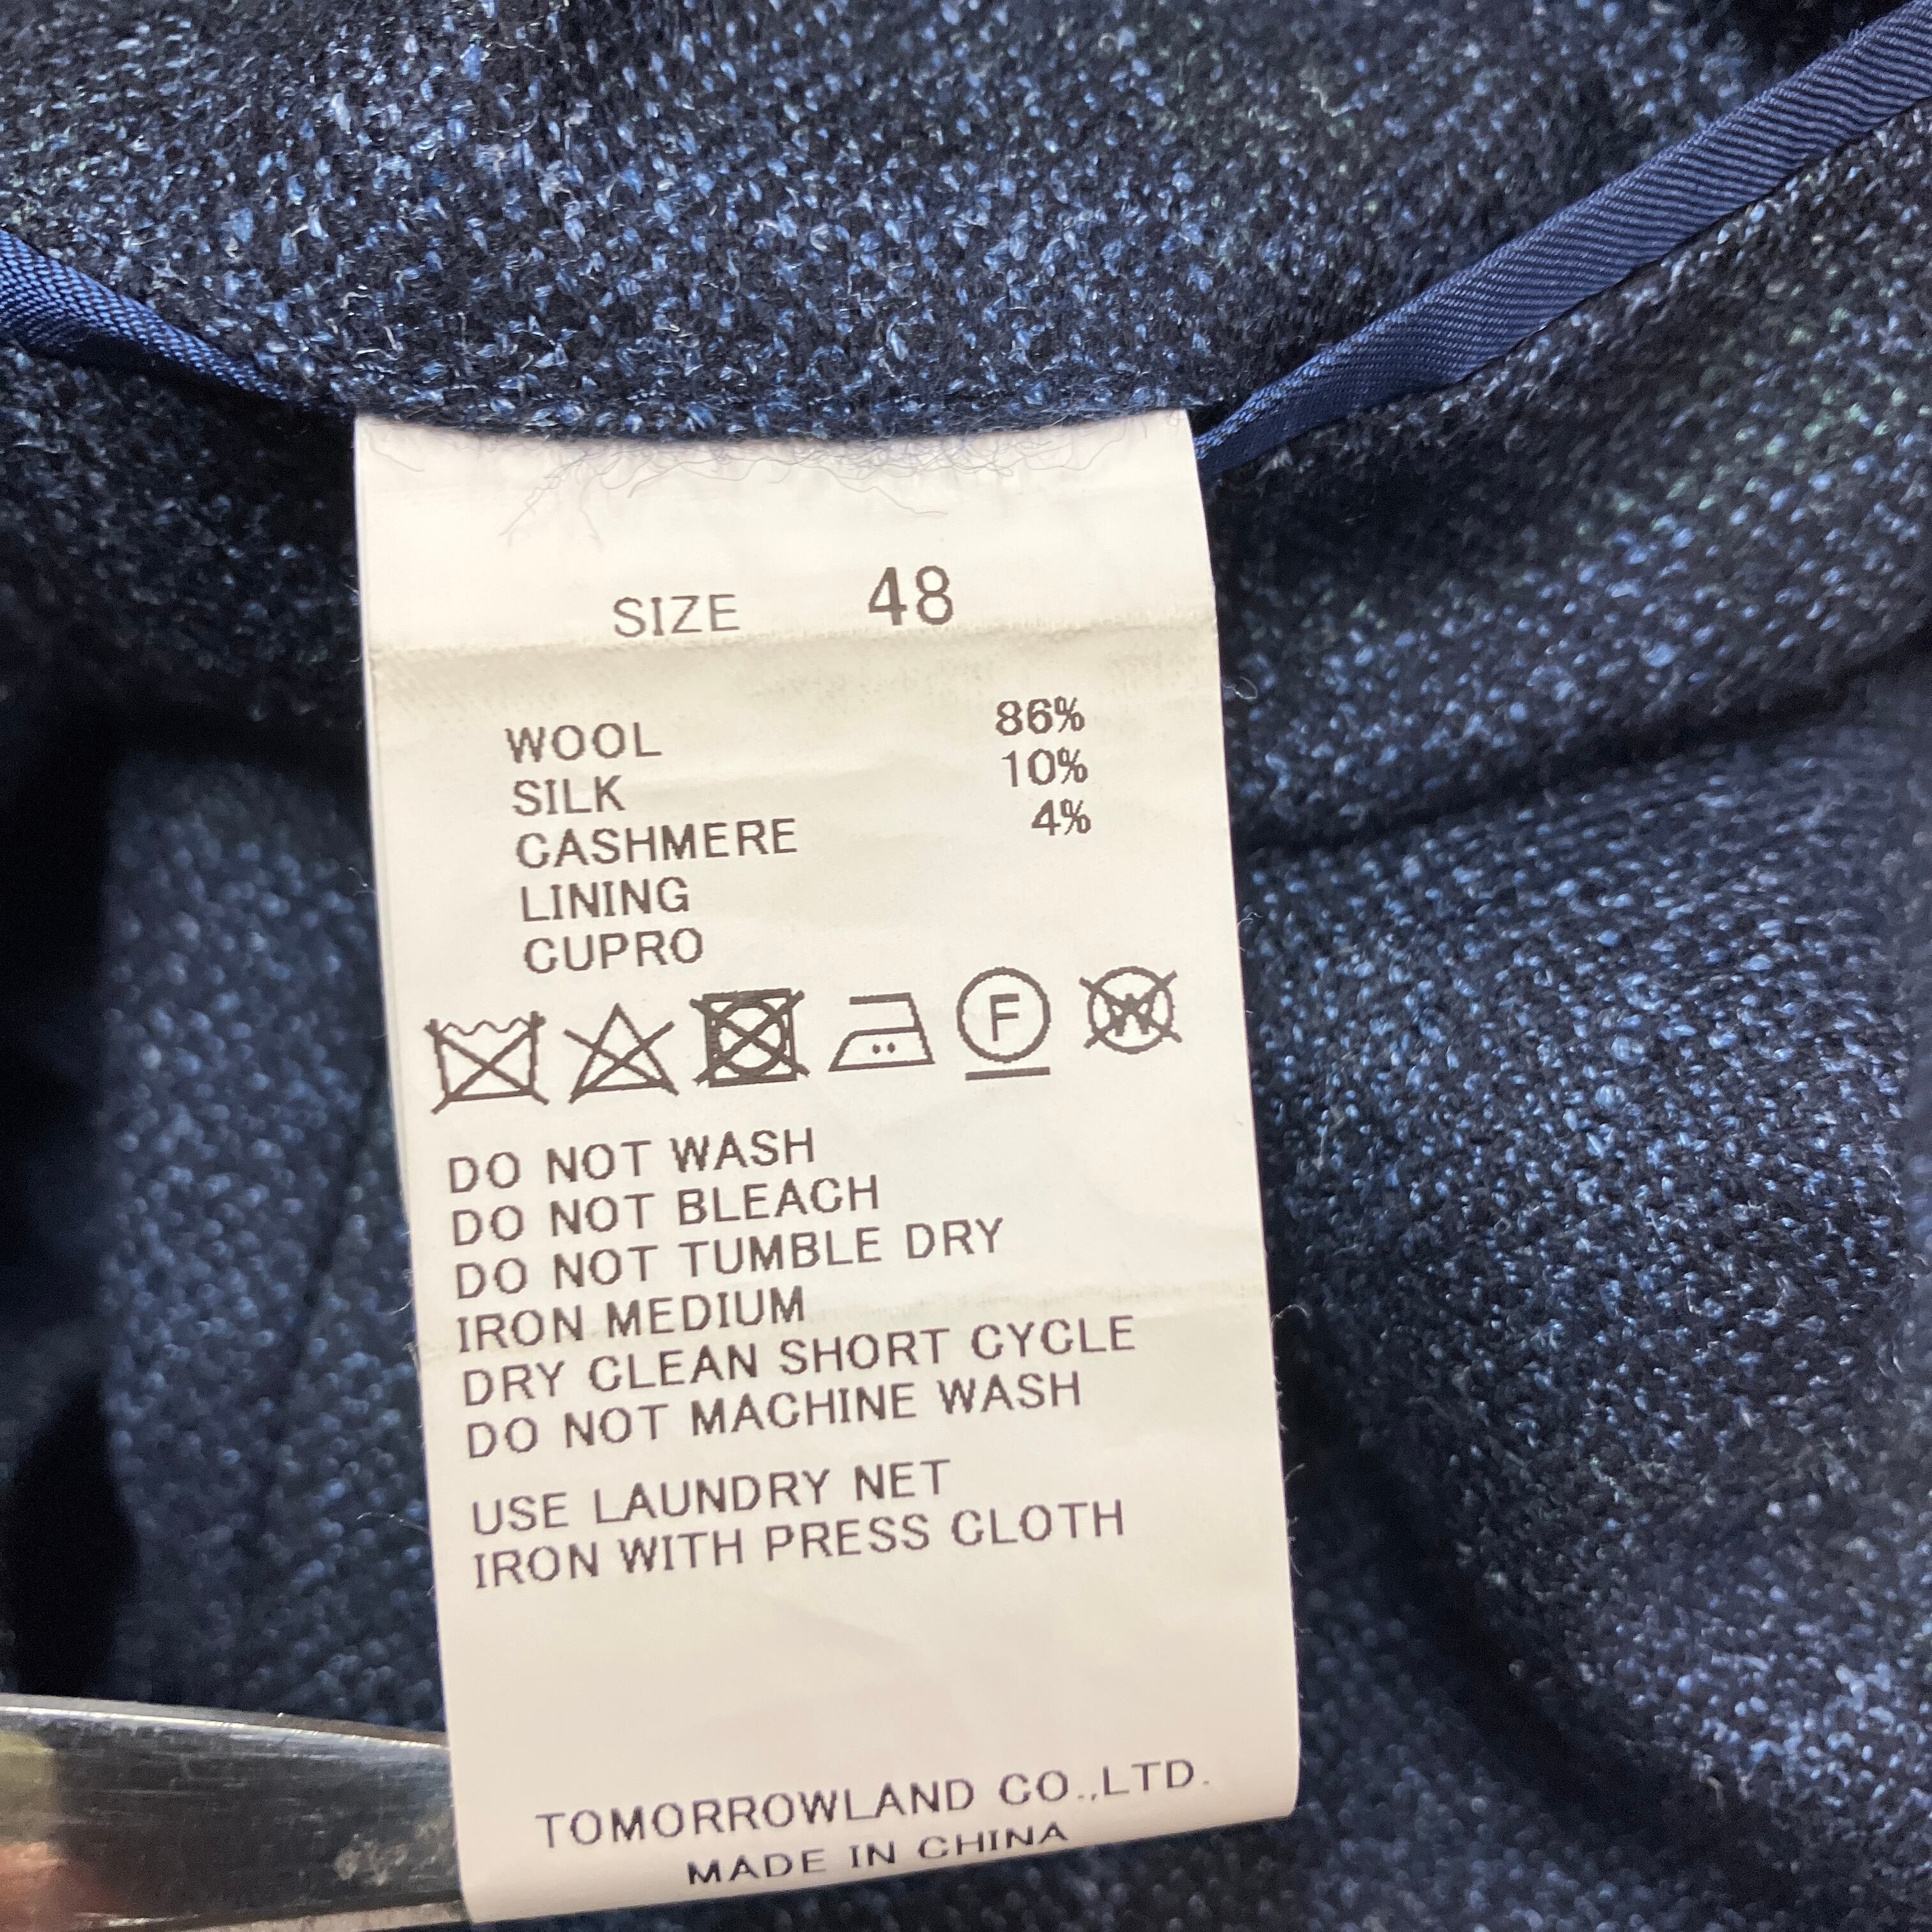 SIZE 48
WOOL 86%
SILK 10%
CASHMERE 4%
LINING
CUPRO
F W
DO NOT WASH
DO NOT BLEACH
DO NOT TUMBLE DRY
IRON MEDIUM
DRY CLEAN SHORT CYCLE
DO NOT MACHINE WASH
USE LAUNDRY NET
IRON WITH PRESS CLOTH
TOMORROWLAND CO.,LTD.
MADE IN CHINA